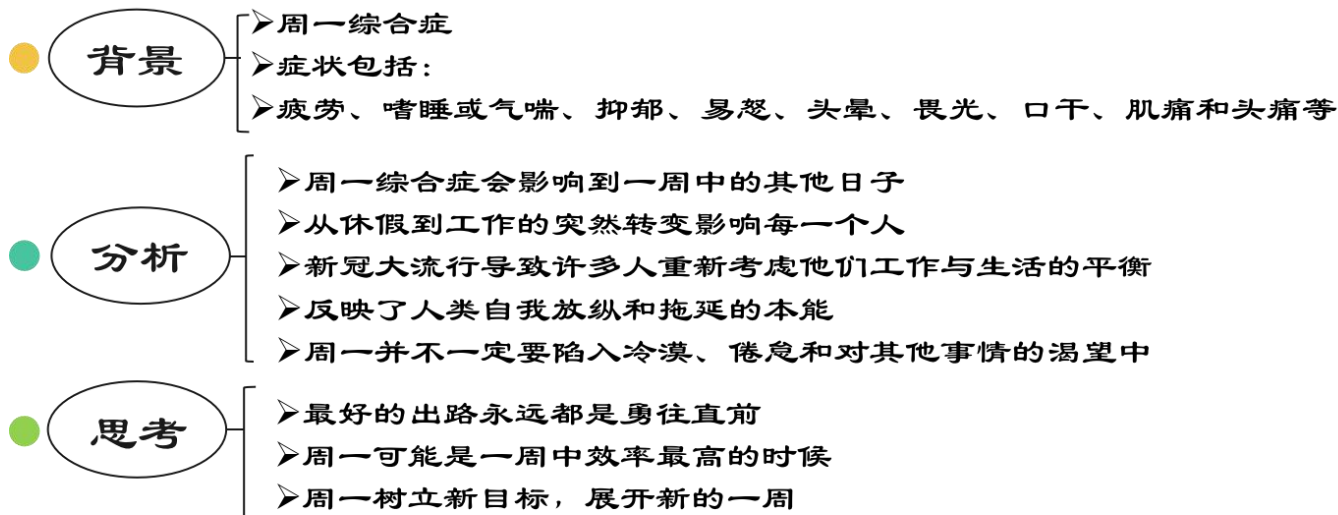 背景
➢周一综合症
➢症状包括：
➢疲劳、嗜睡或气喘、抑郁、易怒、头晕、畏光、口干、肌痛和头痛等
分析
➢周一综合症会影响到一周中的其他日子
➢从休假到工作的突然转变影响每一个人
➢新冠大流行导致许多人重新考虑他们工作与生活的平衡
➢反映了人类自我放纵和拖延的本能
➢周一并不一定要陷入冷漠、倦怠和对其他事情的渴望中
思考
➢最好的出路永远都是勇往直前
➢周一可能是一周中效率最高的时候
➢周一树立新目标，展开新的一周